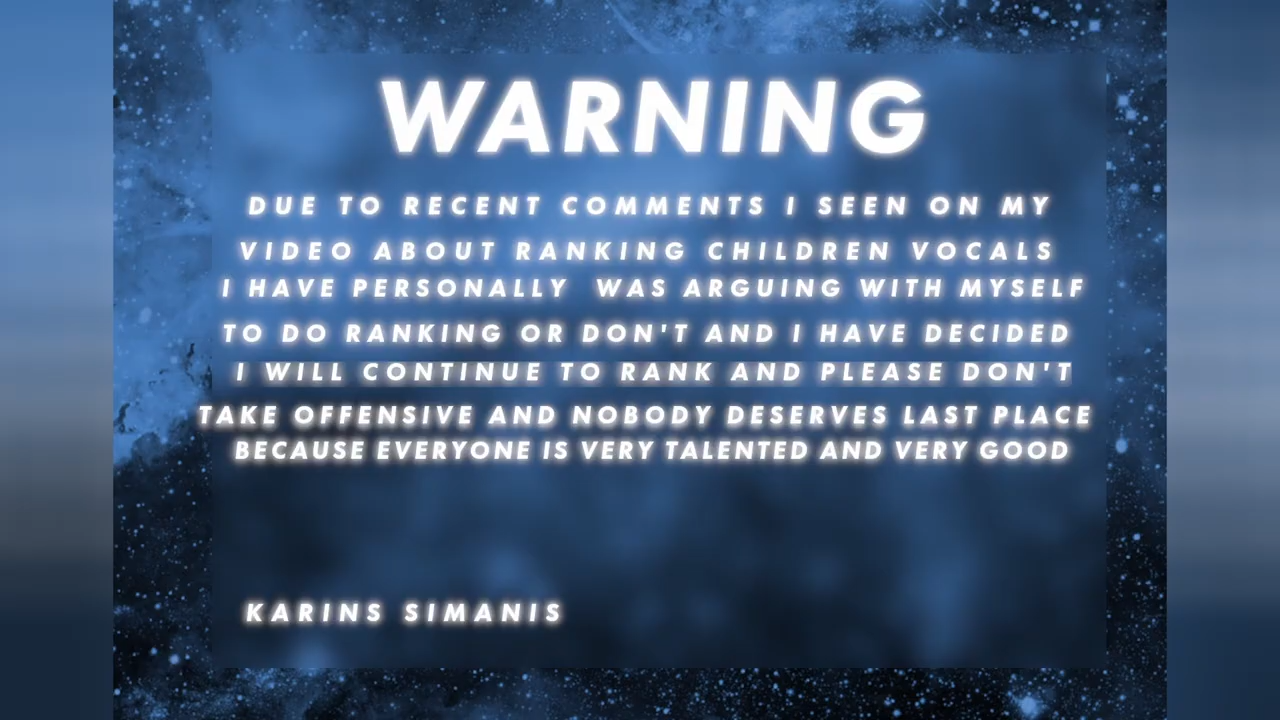 WARNING
DUE TO RECENT COMMENTS I SEEN ON MY
VIDEO ABOUT RANKING CHILDREN VOCALS
I HAVE PERSONALLY WAS ARGUING WITH MYSELF
TO DO RANKING OR DON'T AND I HAVE DECIDED
I WILL CONTINUE TO RANK AND PLEASE DON'T
TAKE OFFENSIVE AND NOBODY DESERVES LAST PLACE
BECAUSE EVERYONE IS VERY TALENTED AND VERY GOOD
KARINS SIMANIS